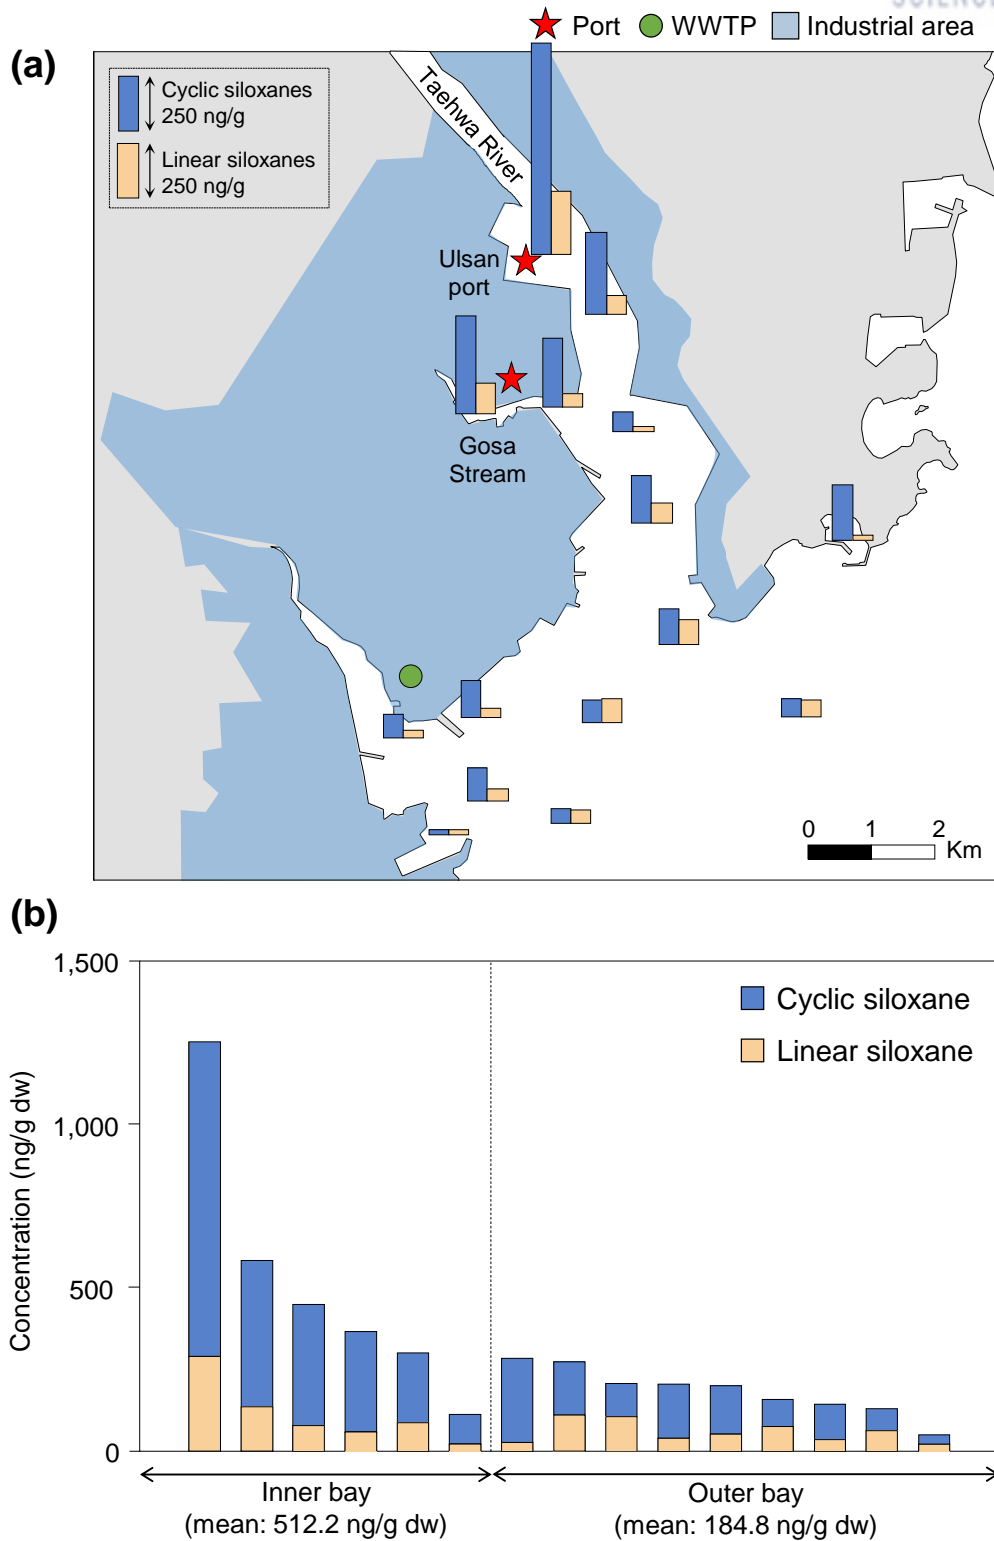 SCIENCE
Port
WWTP
Industrial area
(a)
Cyclic siloxanes
250 ng/g
Linear siloxanes
250 ng/g
Taehwa River
Ulsan
port
Gosa
Stream
0 1 2
Km
(b)
1,500
1,000
500
0
Concentration (ng/g dw)
Cyclic siloxane
Linear siloxane
Inner bay
(mean: 512.2 ng/g dw)
Outer bay
(mean: 184.8 ng/g dw)